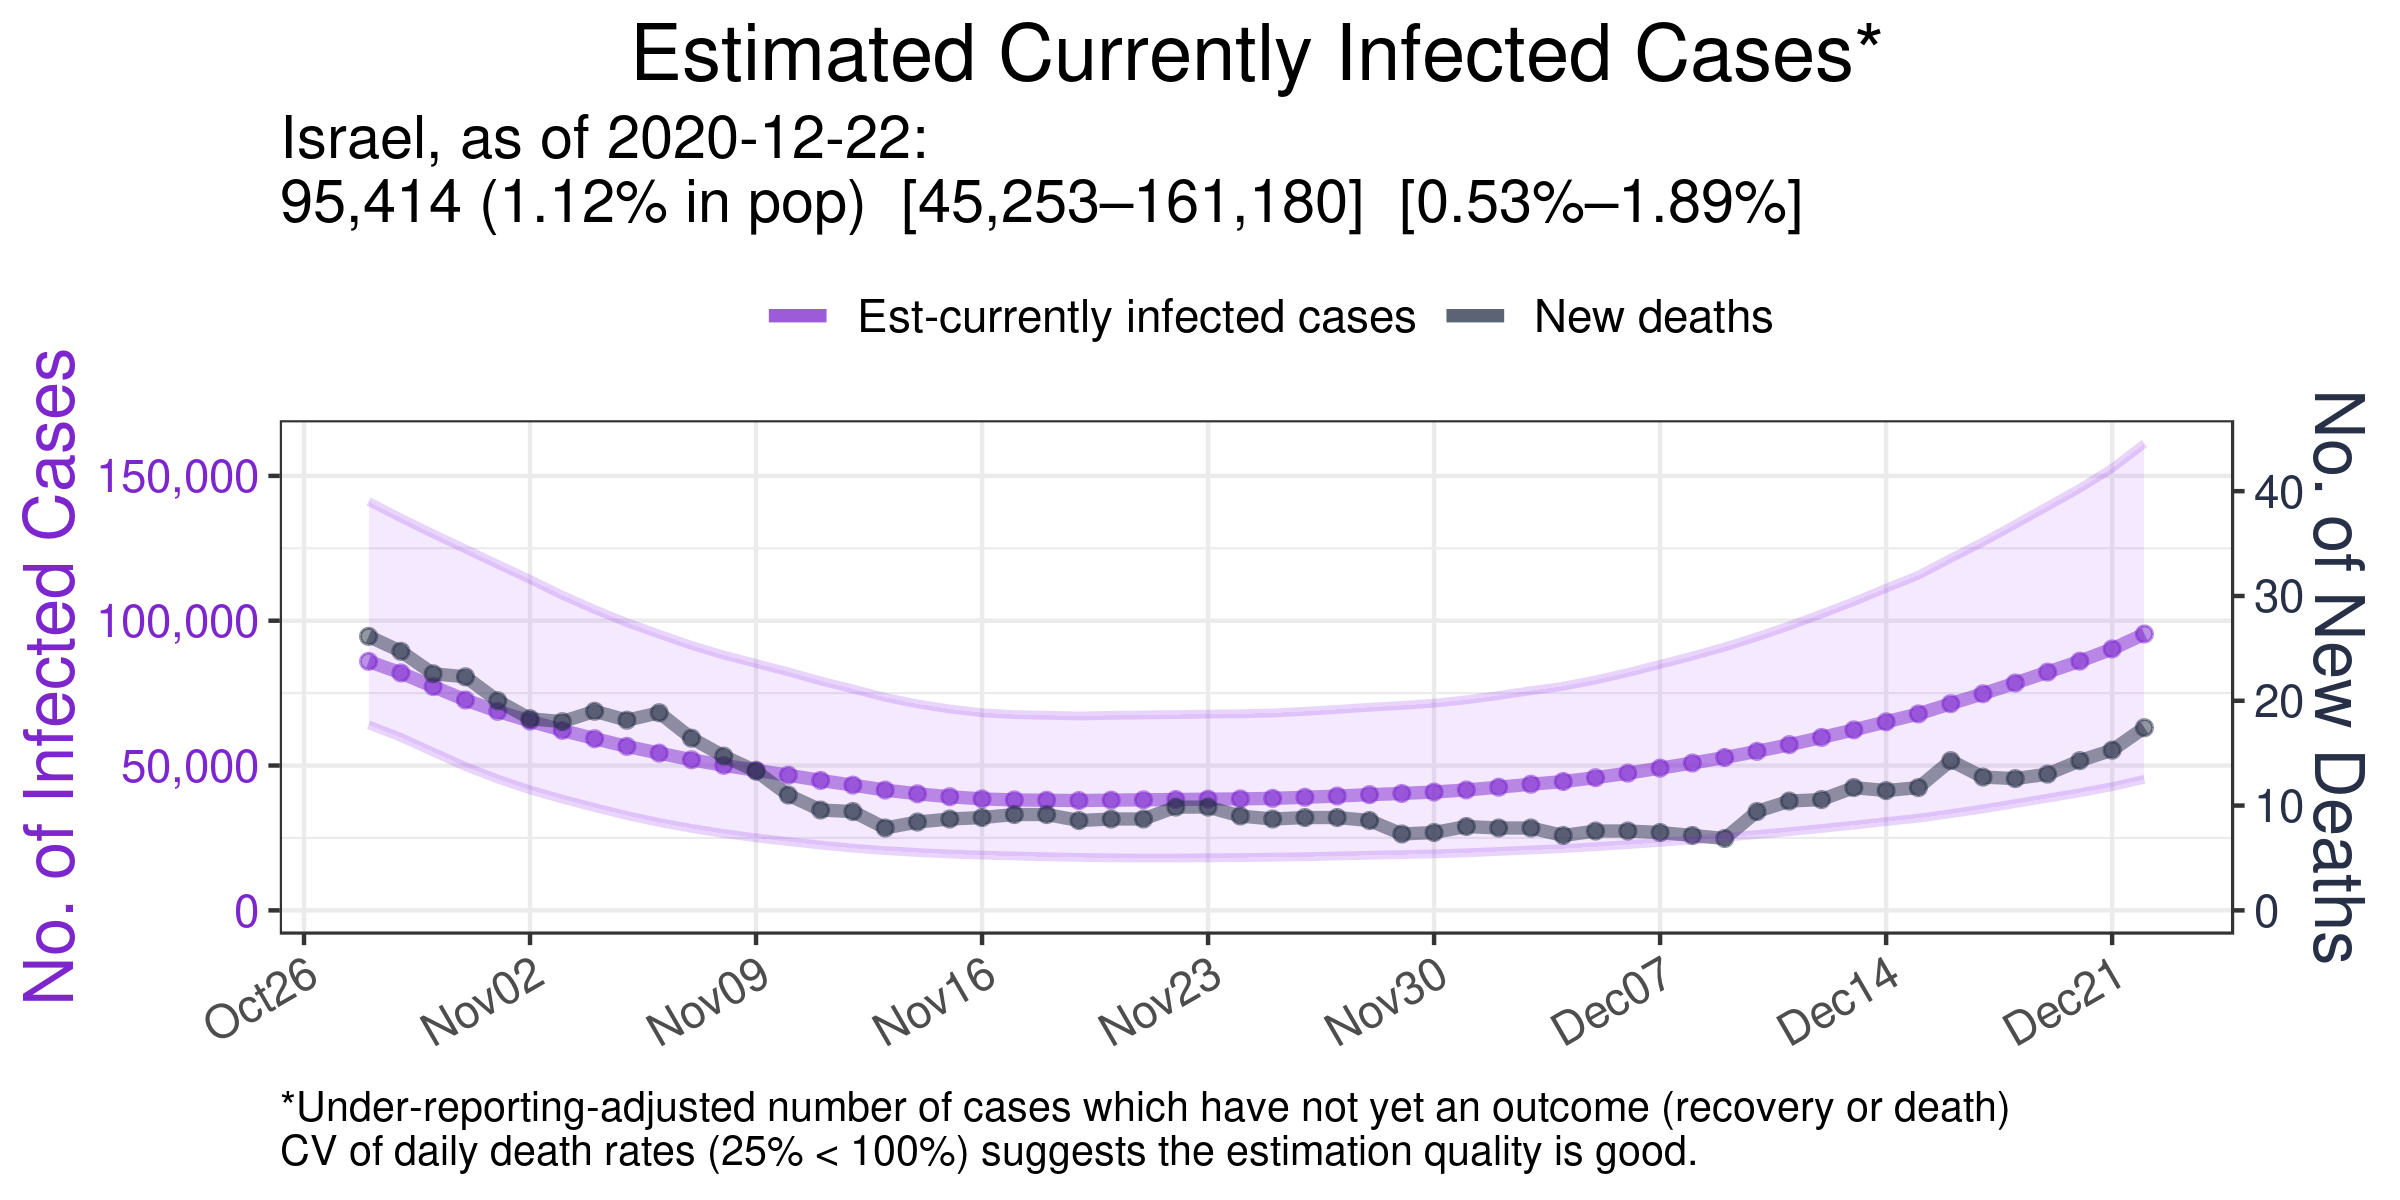 Estimated Currently Infected Cases*
Israel, as of 2020-12-22:
95,414 (1.12% in pop)  [45,253–161,180]  [0.53%–1.89%]
Est-currently infected cases
New deaths
No. of Infected Cases
150,000
100,000
50,000
0
No. of New Deaths
40
30
20
10
0
Oct26
Nov02
Nov09
Nov16
Nov23
Nov30
Dec07
Dec14
Dec21
*Under-reporting-adjusted number of cases which have not yet an outcome (recovery or death)
CV of daily death rates (25% < 100%) suggests the estimation quality is good.